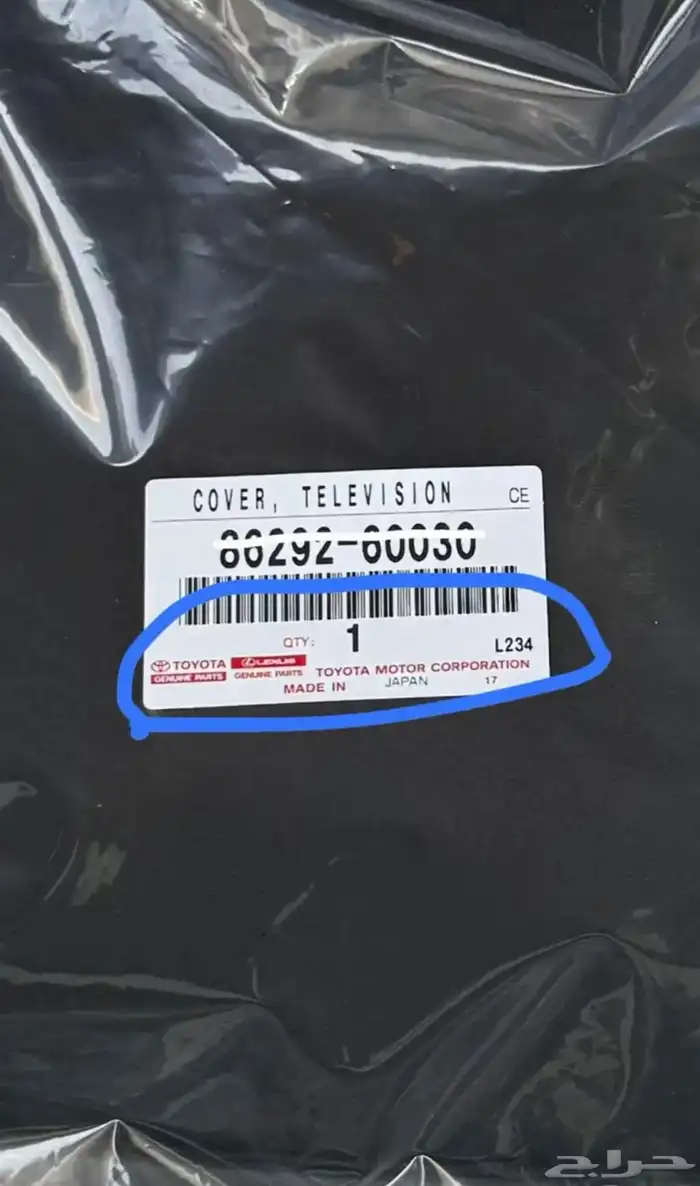 COVER, TELEVISION CE
86292-60030
QTY: 1
L234
TOYOTA LEXUS
GENUINE PARTS GENUINE PARTS TOYOTA MOTOR CORPORATION
MADE IN JAPAN 17
حراج